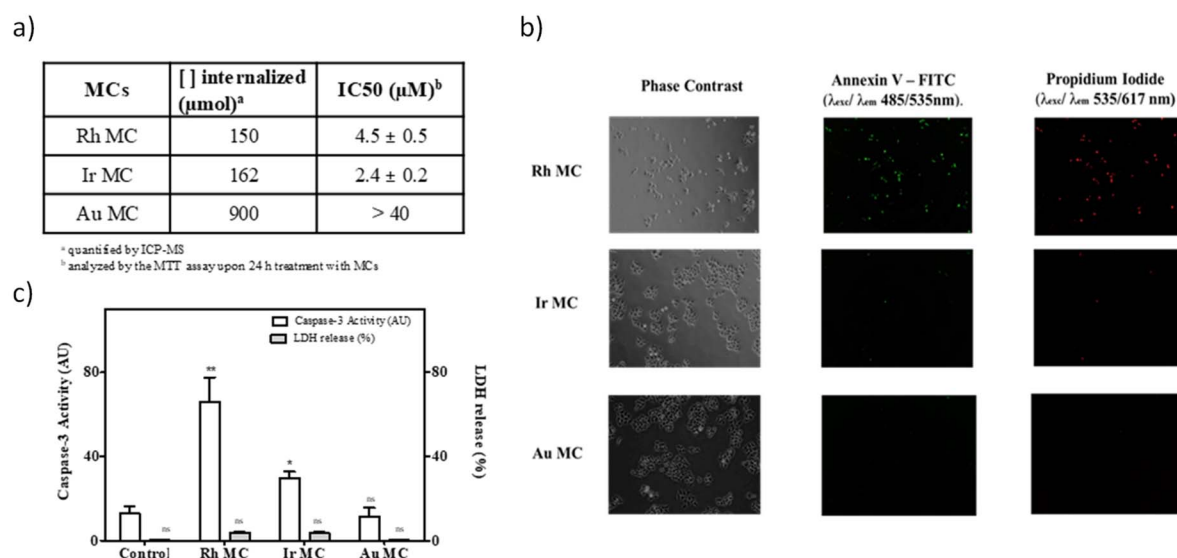 a)
MCs [ ] internalized (µmol)ᵃ IC50 (µM)ᵇ
Rh MC 150 4.5 ± 0.5
Ir MC 162 2.4 ± 0.2
Au MC 900 > 40
ᵃ quantified by ICP-MS
ᵇ analyzed by the MTT assay upon 24 h treatment with MCs
b)
Phase Contrast
Annexin V – FITC
(λexc/ λem 485/535nm).
Propidium Iodide
(λexc/ λem 535/617 nm)
Rh MC
Ir MC
Au MC
c)
Caspase-3 Activity (AU)
LDH release (%)
Caspase-3 Activity (AU)
LDH release (%)
80
40
0
80
40
0
ns
**
ns
*
ns
ns
ns
Control Rh MC Ir MC Au MC